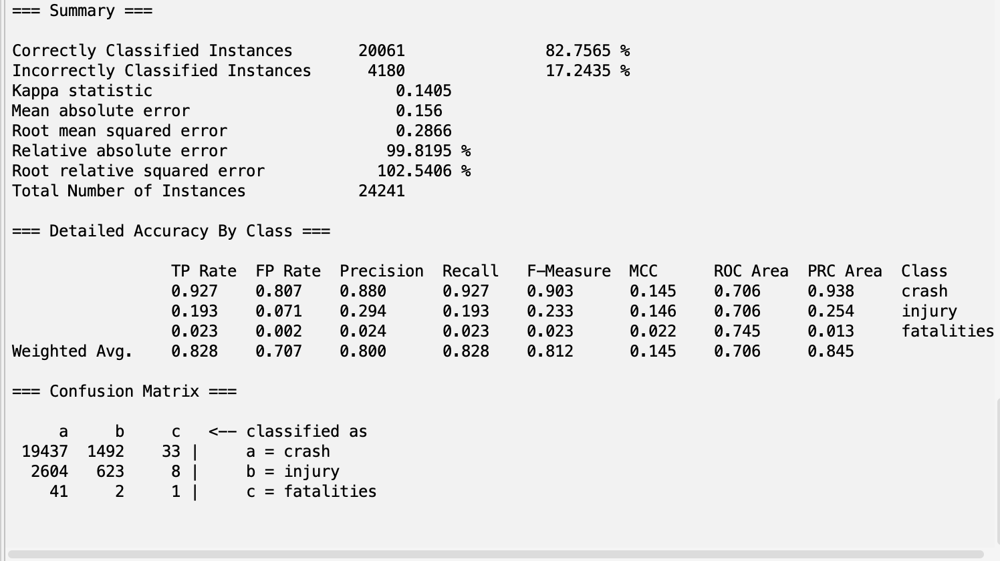 === Summary ===
Correctly Classified Instances 20061 82.7565 %
Incorrectly Classified Instances 4180 17.2435 %
Kappa statistic 0.1405
Mean absolute error 0.156
Root mean squared error 0.2866
Relative absolute error 99.8195 %
Root relative squared error 102.5406 %
Total Number of Instances 24241
=== Detailed Accuracy By Class ===
TP Rate FP Rate Precision Recall F-Measure MCC ROC Area PRC Area Class
0.927 0.807 0.880 0.927 0.903 0.145 0.706 0.938 crash
0.193 0.071 0.294 0.193 0.233 0.146 0.706 0.254 injury
0.023 0.002 0.024 0.023 0.023 0.022 0.745 0.013 fatalities
Weighted Avg. 0.828 0.707 0.800 0.828 0.812 0.145 0.706 0.845
=== Confusion Matrix ===
a b c <-- classified as
19437 1492 33 | a = crash
2604 623 8 | b = injury
41 2 1 | c = fatalities